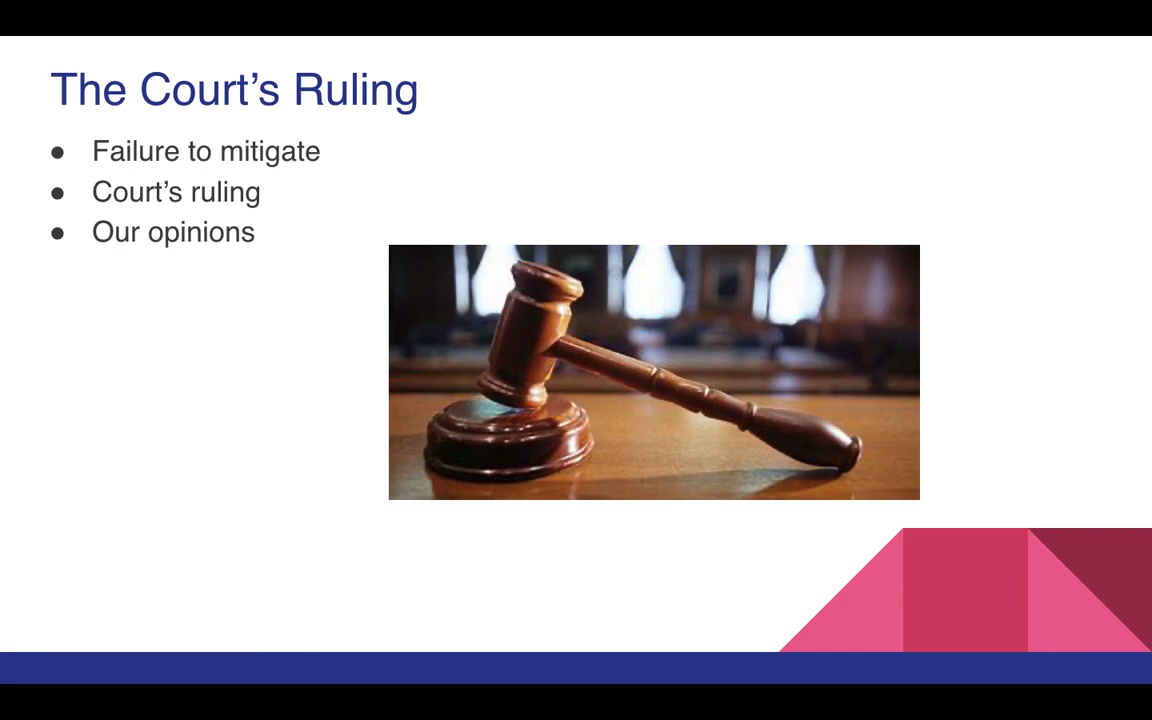 The Court’s Ruling
● Failure to mitigate
● Court’s ruling
● Our opinions